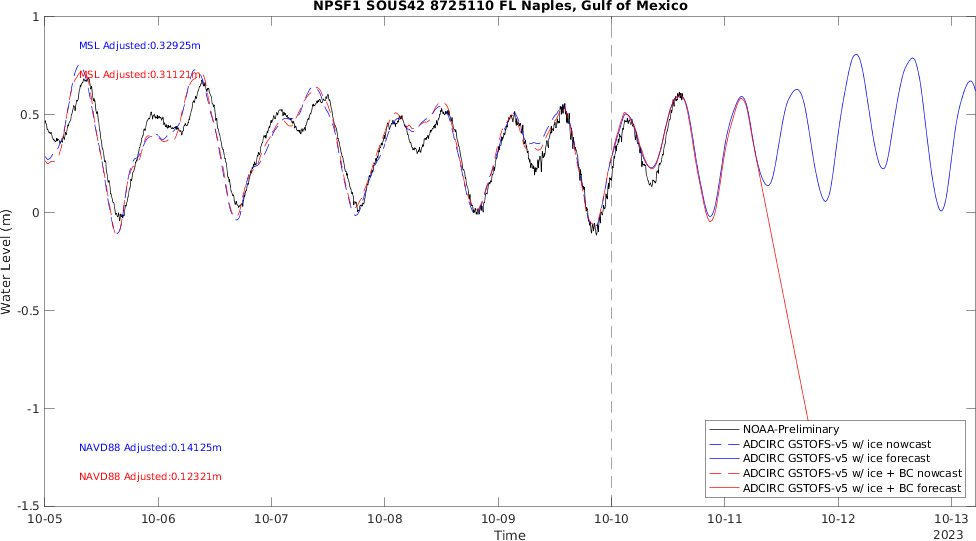 NPSF1 SOUS42 8725110 FL Naples, Gulf of Mexico
1
MSL Adjusted:0.32925m
MSL Adjusted:0.31121m
0.5
0
Water Level (m)
-0.5
-1
NOAA-Preliminary
ADCIRC GSTOFS-v5 w/ ice nowcast
ADCIRC GSTOFS-v5 w/ ice forecast
ADCIRC GSTOFS-v5 w/ ice + BC nowcast
ADCIRC GSTOFS-v5 w/ ice + BC forecast
NAVD88 Adjusted:0.14125m
NAVD88 Adjusted:0.12321m
-1.5
10-05 10-06 10-07 10-08 10-09 10-10 10-11 10-12 10-13
Time
2023